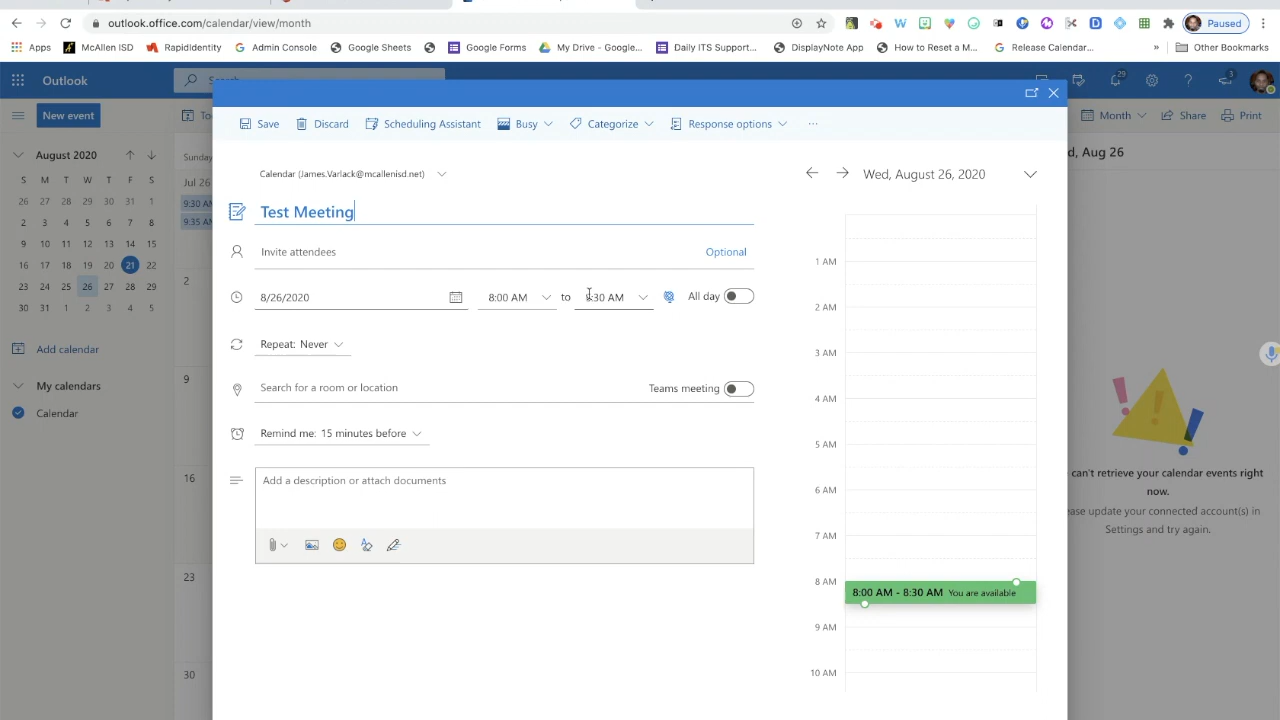 outlook.office.com/calendar/view/month
Paused
Apps McAllen ISD RapidIdentity Admin Console Google Sheets Google Forms My Drive - Google... Daily ITS Support... DisplayNote App How to Reset a M... Release Calendar... » Other Bookmarks
Outlook
29
3
New event
Month Share Print
Save Discard Scheduling Assistant Busy Categorize Response options ...
August 2020
S M T W T F S
26 27 28 29 30 31 1
2 3 4 5 6 7 8
9 10 11 12 13 14 15
16 17 18 19 20 21 22
23 24 25 26 27 28 29
30 31 1 2 3 4 5
Add calendar
My calendars
Calendar
Sunday
Jul 26
9:30 AM
9:35 AM
2
9
16
23
30
Calendar (James.Varlack@mcallenisd.net)
Test Meeting
Invite attendees Optional
8/26/2020 8:00 AM to 8:30 AM All day
Repeat: Never
Search for a room or location Teams meeting
Remind me: 15 minutes before
Add a description or attach documents
Wed, August 26, 2020
1 AM
2 AM
3 AM
4 AM
5 AM
6 AM
7 AM
8 AM
8:00 AM - 8:30 AM You are available
9 AM
10 AM
d, Aug 26
can't retrieve your calendar events right
now.
ease update your connected account(s) in
Settings and try again.